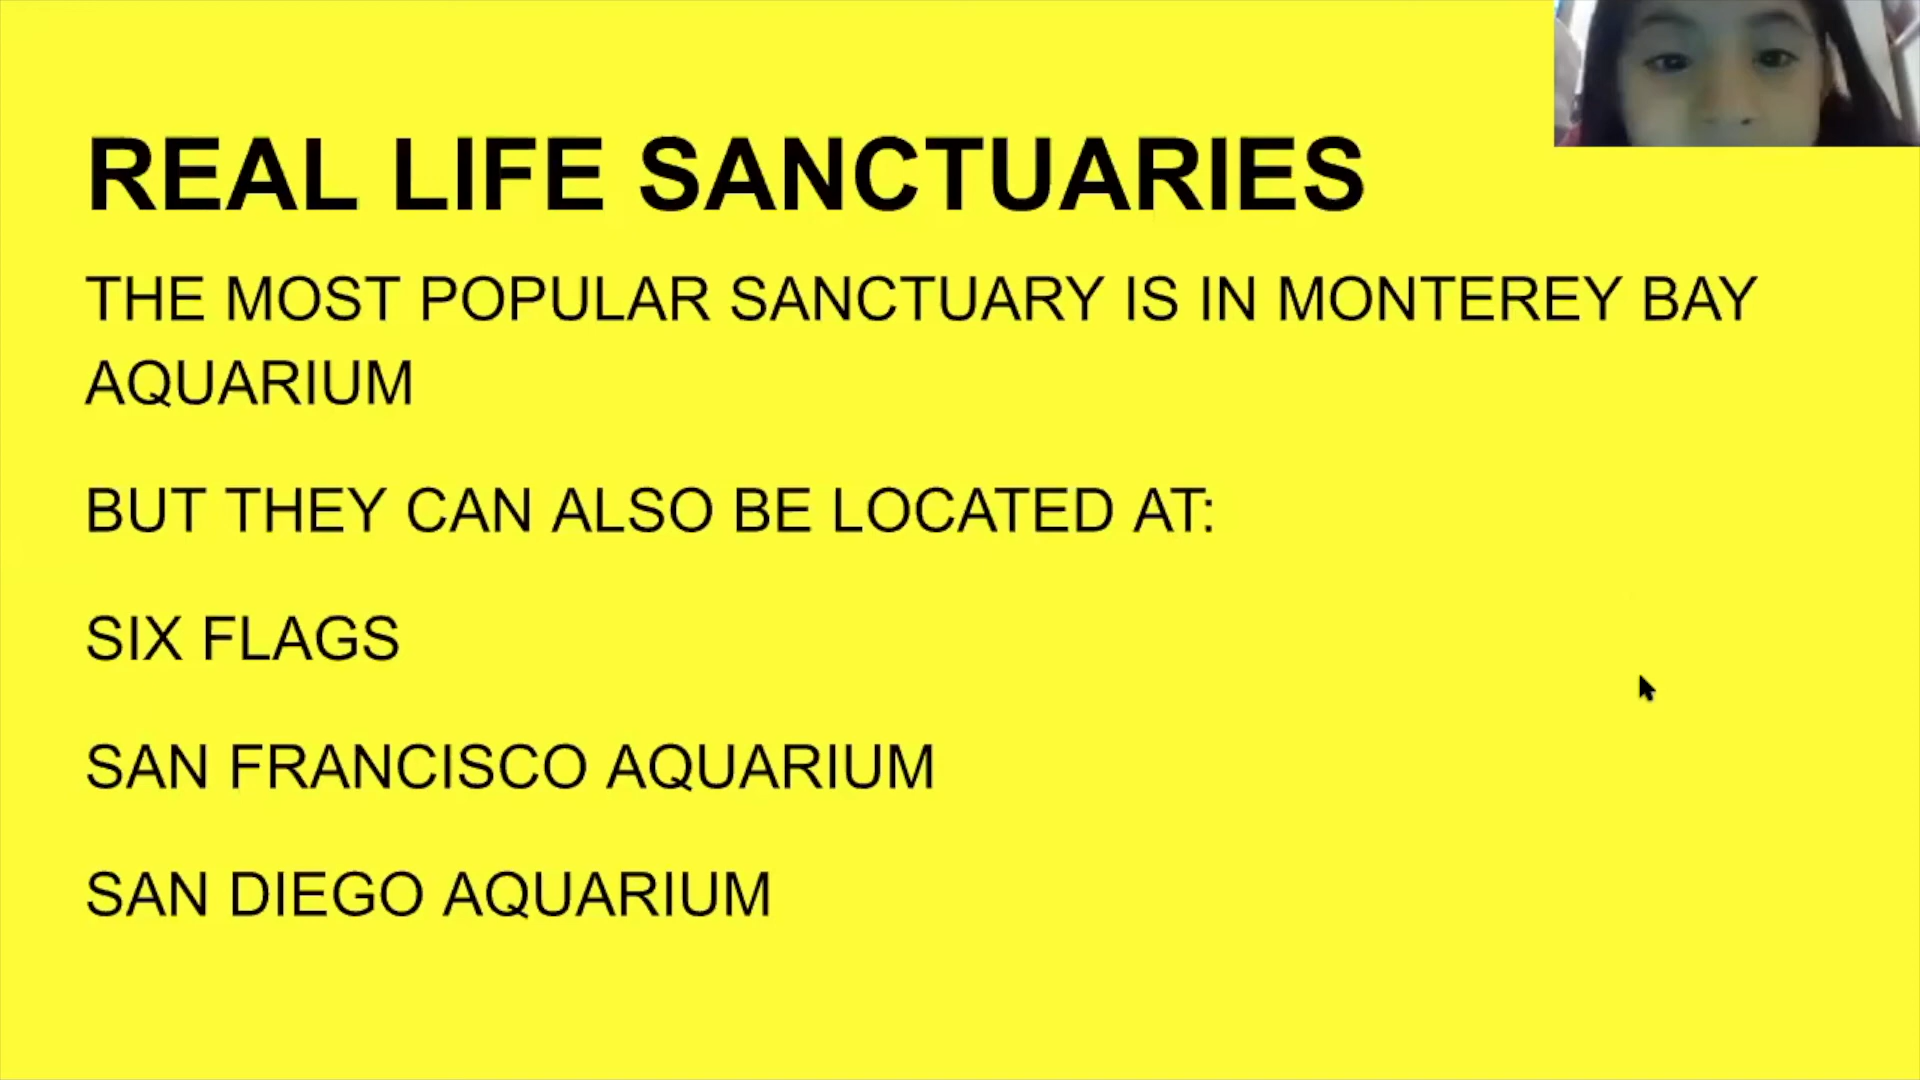 REAL LIFE SANCTUARIES
THE MOST POPULAR SANCTUARY IS IN MONTEREY BAY
AQUARIUM
BUT THEY CAN ALSO BE LOCATED AT:
SIX FLAGS
SAN FRANCISCO AQUARIUM
SAN DIEGO AQUARIUM